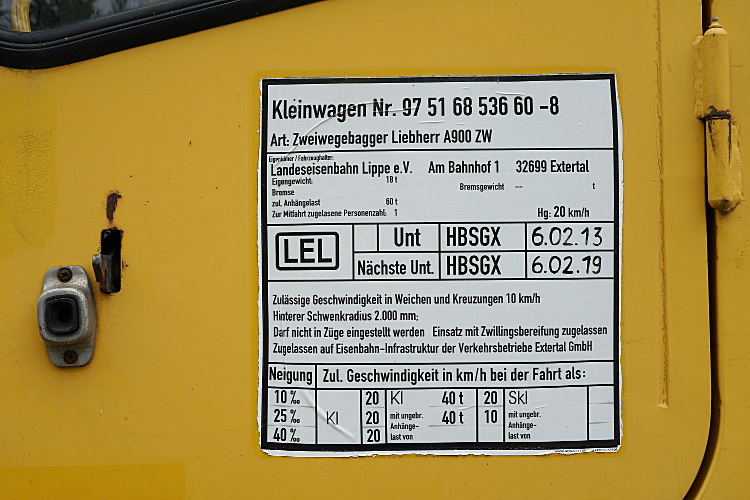 Kleinwagen Nr. 97 51 68 536 60 -8
Art: Zweiwegebagger Liebherr A900 ZW
Eigentümer / Fahrzeughalter:
Landeseisenbahn Lippe e.V. Am Bahnhof 1 32699 Extertal
Eigengewicht: 18 t Bremsgewicht -- t
Bremse
zul. Anhängelast 60 t
Zur Mitfahrt zugelasene Personenzahl: 1 Hg: 20 km/h
LEL Unt HBSGX 6.02.13
Nächste Unt. HBSGX 6.02.19
Zulässige Geschwindigkeit in Weichen und Kreuzungen 10 km/h
Hinterer Schwenkradius 2.000 mm;
Darf nicht in Züge eingestellt werden Einsatz mit Zwillingsbereifung zugelassen
Zugelassen auf Eisenbahn-Infrastruktur der Verkehrsbetriebe Extertal GmbH
Neigung Zul. Geschwindigkeit in km/h bei der Fahrt als:
10 ‰ 20 Kl 40 t 20 Skl
25 ‰ Kl 20 mit ungebr. 40 t 10 mit ungebr.
Anhänge- Anhänge-
40 ‰ 20 last von last von